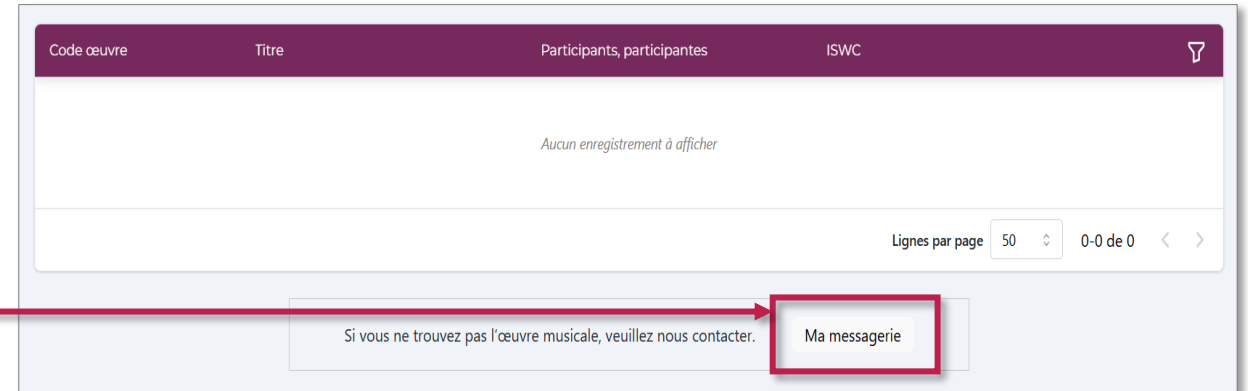 Code œuvre Titre Participants, participantes ISWC
Aucun enregistrement à afficher
Lignes par page 50 0-0 de 0
Si vous ne trouvez pas l’œuvre musicale, veuillez nous contacter. Ma messagerie